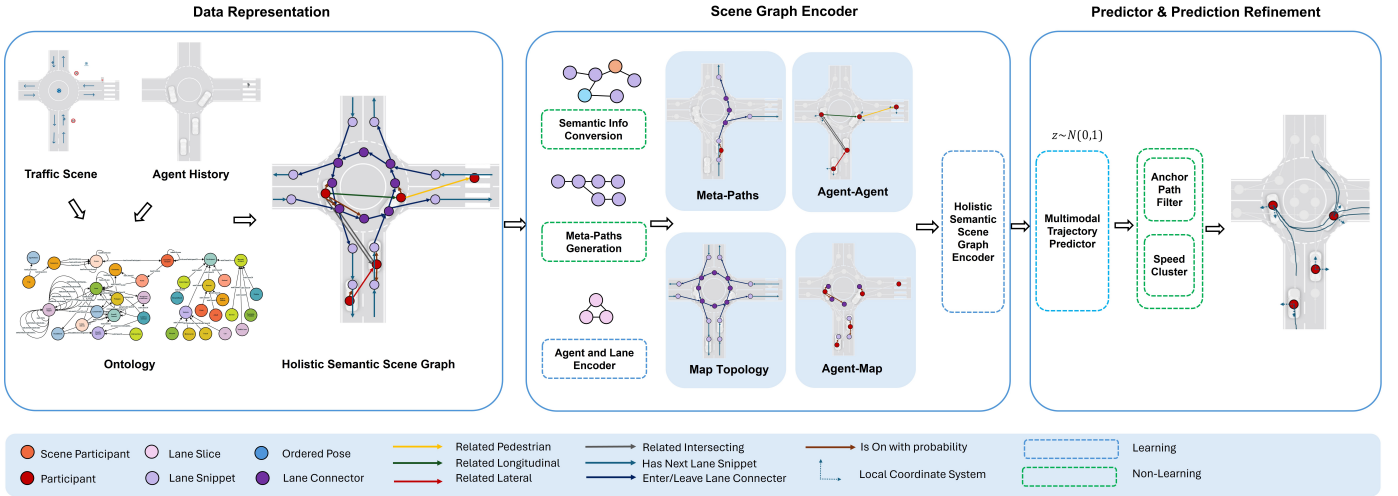 Data Representation
Scene Graph Encoder
Predictor & Prediction Refinement
Traffic Scene
Agent History
Ontology
Holistic Semantic Scene Graph
Semantic Info
Conversion
Meta-Paths
Generation
Agent and Lane
Encoder
Meta-Paths
Agent-Agent
Map Topology
Agent-Map
Holistic
Semantic
Scene
Graph
Encoder
z~N(0,1)
Multimodal
Trajectory
Predictor
Anchor
Path
Filter
Speed
Cluster
Scene Participant
Participant
Lane Slice
Lane Snippet
Ordered Pose
Lane Connector
Related Pedestrian
Related Longitudinal
Related Lateral
Related Intersecting
Has Next Lane Snippet
Enter/Leave Lane Connecter
Is On with probability
Local Coordinate System
Learning
Non-Learning